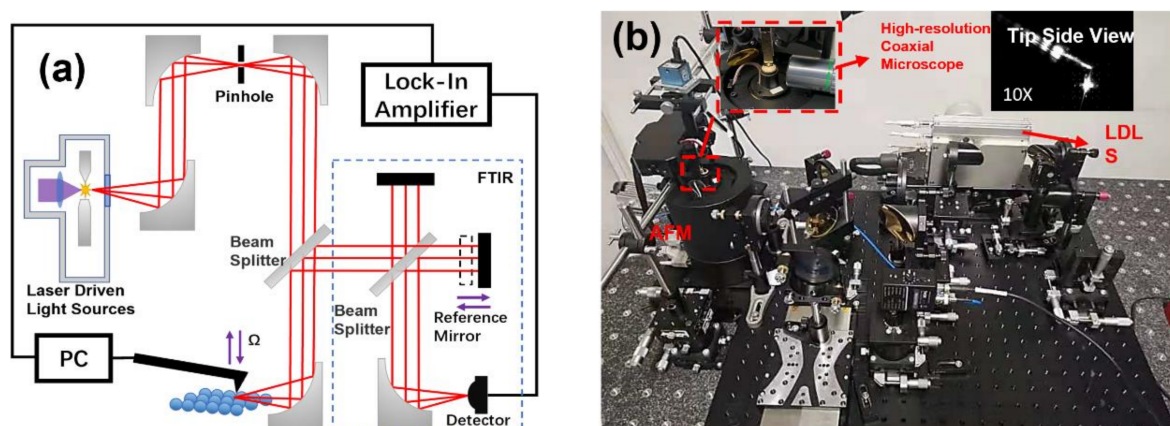 (a)
Pinhole
Lock-In
Amplifier
FTIR
Beam
Splitter
Laser Driven
Light Sources
Beam
Splitter
Reference
Mirror
PC
Ω
Detector
(b)
High-resolution
Coaxial
Microscope
Tip Side View
10X
LDL
S
AFM